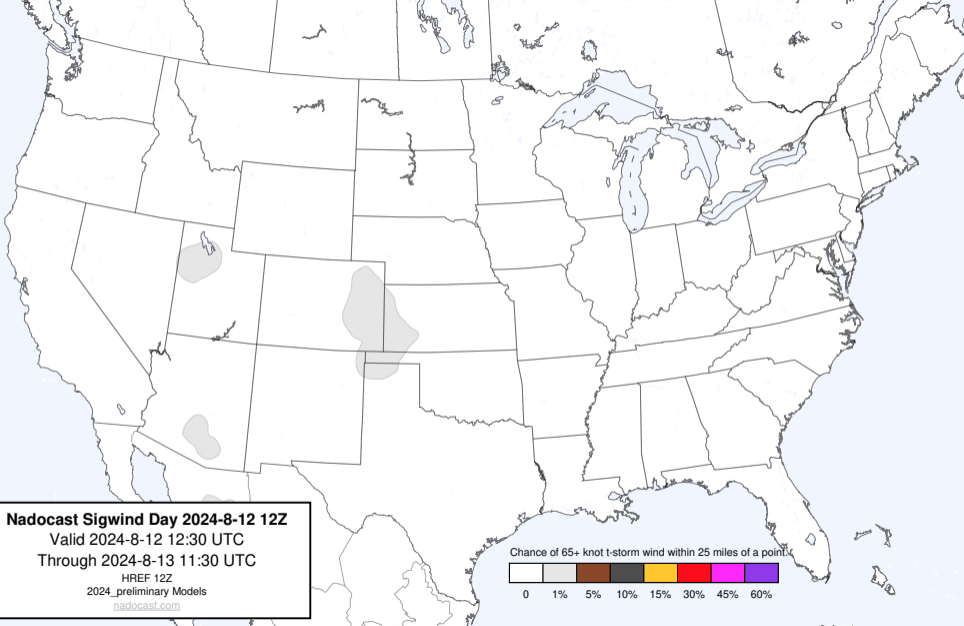 Nadocast Sigwind Day 2024-8-12 12Z
Valid 2024-8-12 12:30 UTC
Through 2024-8-13 11:30 UTC
HREF 12Z
2024_preliminary Models
nadocast.com
Chance of 65+ knot t-storm wind within 25 miles of a point.
0 1% 5% 10% 15% 30% 45% 60%